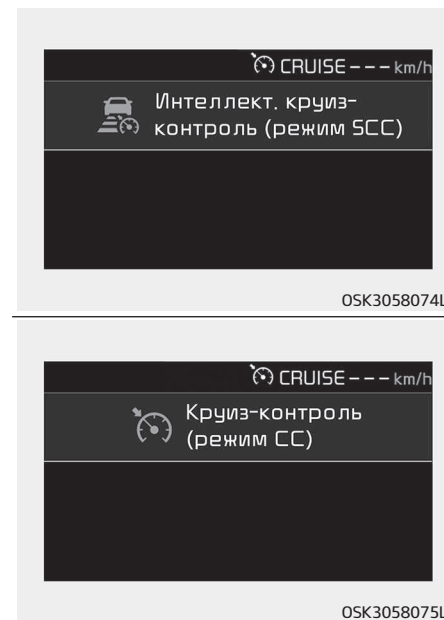 CRUISE --- km/h
Интеллект. круиз-
контроль (режим SCC)
OSK3058074L
CRUISE --- km/h
Круиз-контроль
(режим CC)
OSK3058075L